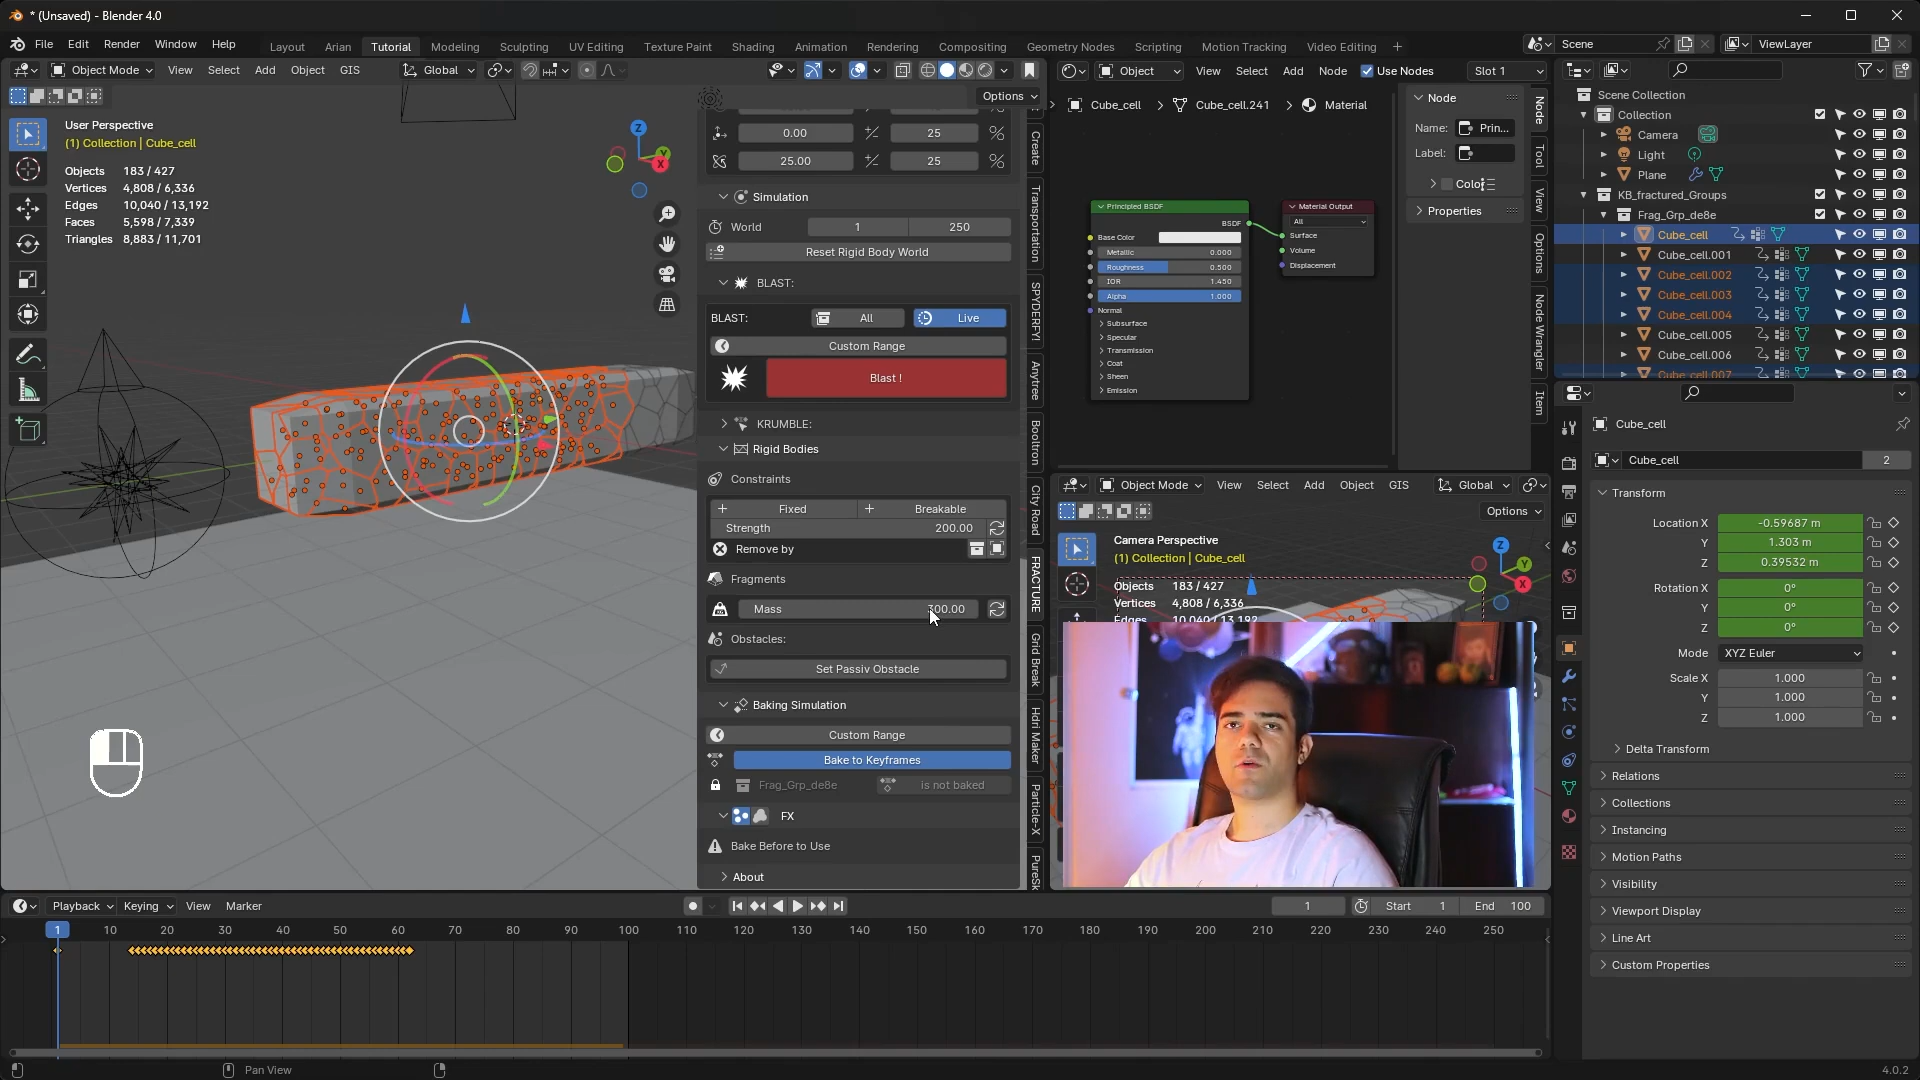 * (Unsaved) - Blender 4.0
File Edit Render Window Help
Layout Arian Tutorial Modeling Sculpting UV Editing Texture Paint Shading Animation Rendering Compositing Geometry Nodes Scripting Motion Tracking Video Editing +
Scene ViewLayer
Object Mode View Select Add Object GIS Global
Options
User Perspective
(1) Collection | Cube_cell
Objects 183 / 427
Vertices 4,808 / 6,336
Edges 10,040 / 13,192
Faces 5,598 / 7,339
Triangles 8,883 / 11,701
Z
Y
X
0.00 25 %
25.00 25 %
Simulation
World 1 250
Reset Rigid Body World
BLAST:
BLAST: All Live
Custom Range
Blast !
KRUMBLE:
Rigid Bodies
Constraints
Fixed Breakable
Strength 200.00
Remove by
Fragments
Mass 300.00
Obstacles:
Set Passiv Obstacle
Baking Simulation
Custom Range
Bake to Keyframes
Frag_Grp_de8e is not baked
FX
Bake Before to Use
About
Create
Transportation
SPYDERFY!
Anytree
Booltron
City Road
FRACTURE
Grid Break
Hdri Maker
Particle-X
PureSk
Object View Select Add Node Use Nodes Slot 1
Cube_cell > Cube_cell.241 > Material
Principled BSDF
BSDF
Base Color
Metallic 0.000
Roughness 0.500
IOR 1.450
Alpha 1.000
Normal
Subsurface
Specular
Transmission
Coat
Sheen
Emission
Material Output
All
Surface
Volume
Displacement
Node
Name: Prin...
Label:
Properties
Node
Tool
View
Options
Node Wrangler
Item
Object Mode View Select Add Object GIS Global
Options
Camera Perspective
(1) Collection | Cube_cell
Objects 183 / 427
Vertices 4,808 / 6,336
Edges 10,040 / 13,192
Z
Y
X
Scene Collection
Collection
Camera
Light
Plane
KB_fractured_Groups
Frag_Grp_de8e
Cube_cell
Cube_cell.001
Cube_cell.002
Cube_cell.003
Cube_cell.004
Cube_cell.005
Cube_cell.006
Cube_cell.007
Cube_cell
Cube_cell 2
Transform
Location X -0.59687 m
Y 1.303 m
Z 0.39532 m
Rotation X 0°
Y 0°
Z 0°
Mode XYZ Euler
Scale X 1.000
Y 1.000
Z 1.000
Delta Transform
Relations
Collections
Instancing
Motion Paths
Visibility
Viewport Display
Line Art
Custom Properties
Playback Keying View Marker
1 Start 1 End 100
1 10 20 30 40 50 60 70 80 90 100 110 120 130 140 150 160 170 180 190 200 210 220 230 240 250
Pan View
4.0.2